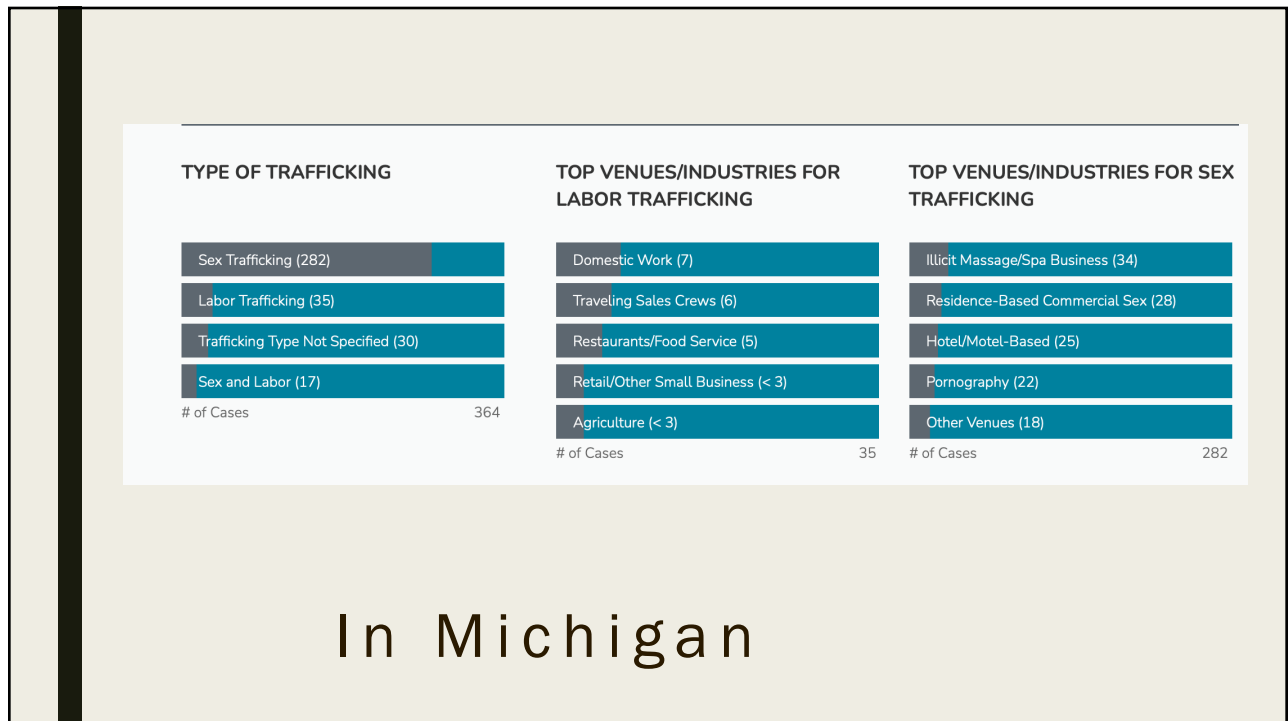 TYPE OF TRAFFICKING
Sex Trafficking (282)
Labor Trafficking (35)
Trafficking Type Not Specified (30)
Sex and Labor (17)
# of Cases 364
TOP VENUES/INDUSTRIES FOR
LABOR TRAFFICKING
Domestic Work (7)
Traveling Sales Crews (6)
Restaurants/Food Service (5)
Retail/Other Small Business (< 3)
Agriculture (< 3)
# of Cases 35
TOP VENUES/INDUSTRIES FOR SEX
TRAFFICKING
Illicit Massage/Spa Business (34)
Residence-Based Commercial Sex (28)
Hotel/Motel-Based (25)
Pornography (22)
Other Venues (18)
# of Cases 282
In Michigan